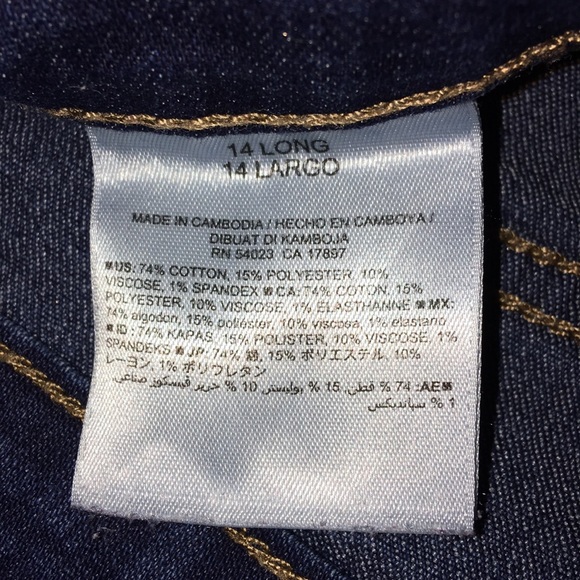 14 LONG
14 LARGO
MADE IN CAMBODIA / HECHO EN CAMBOYA /
DIBUAT DI KAMBOJA
RN 54023 CA 17897
■US: 74% COTTON, 15% POLYESTER, 10%
VISCOSE, 1% SPANDEX ■ CA: 74% COTON, 15%
POLYESTER, 10% VISCOSE, 1% ELASTHANNE ■ MX:
74% algodon, 15% poliester, 10% viscosa, 1% elastano
■ ID: 74% KAPAS, 15% POLISTER, 10% VISCOSE, 1%
SPANDEKS ■ JP: 74% 綿, 15% ポリエステル, 10%
レーヨン, 1% ポリウレタン
■AE: 74 % قطن, 15 % بوليستر, 10 % حرير فيسكوز صناعي,
1 % سباندیکس